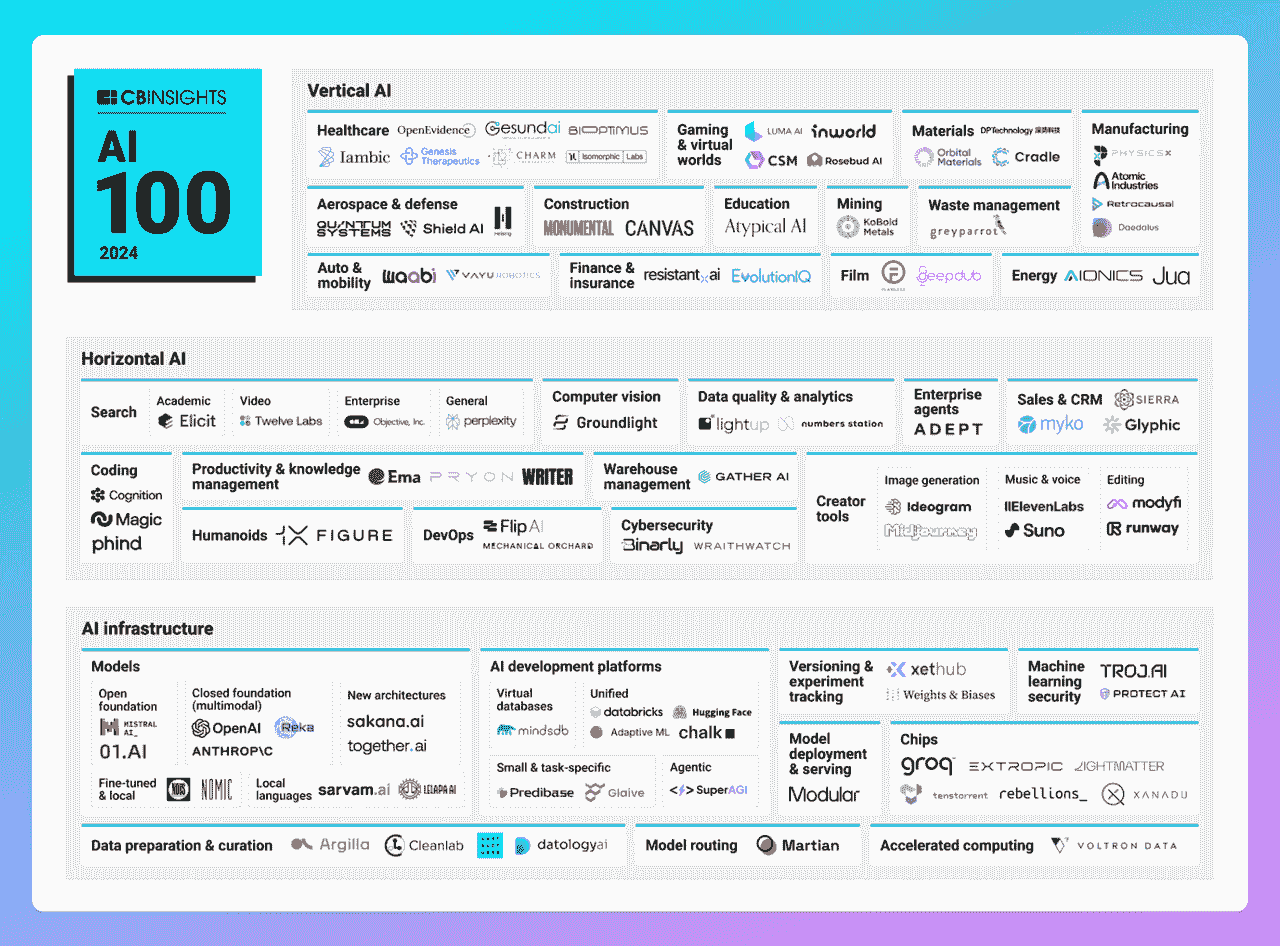 CBINSIGHTS
AI
100
2024
Vertical AI
Healthcare OpenEvidence Gesundai BIOPTIMUS
Iambic Genesis Therapeutics CHARM Isomorphic Labs
Gaming & virtual worlds
LUMA AI inworld
CSM Rosebud AI
Materials DP Technology 深势科技
Orbital Materials Cradle
Manufacturing
PHYSICSX
Atomic Industries
Retrocausal
Daedalus
Aerospace & defense
QUANTUM SYSTEMS Shield AI Helsing
Construction
MONUMENTAL CANVAS
Education
Atypical AI
Mining
KoBold Metals
Waste management
greyparrot
Auto & mobility waabi VAYU ROBOTICS
Finance & insurance resistant.ai EvolutionIQ
Film deepdub
Energy AIONICS Jua
Horizontal AI
Search
Academic
Elicit
Video
Twelve Labs
Enterprise
Objective, Inc.
General
perplexity
Computer vision
Groundlight
Data quality & analytics
lightup numbers station
Enterprise agents
ADEPT
Sales & CRM SIERRA
myko Glyphic
Coding
Cognition
Magic
phind
Productivity & knowledge management Ema PRYON WRITER
Warehouse management GATHER AI
Humanoids 1X FIGURE
DevOps Flip AI
MECHANICAL ORCHARD
Cybersecurity
Binarly WRAITHWATCH
Creator tools
Image generation
Ideogram
Midjourney
Music & voice
IIElevenLabs
Suno
Editing
modyfi
runway
AI infrastructure
Models
Open foundation
MISTRAL AI_
01.AI
Closed foundation (multimodal)
OpenAI Reka
ANTHROP\C
New architectures
sakana.ai
together.ai
Fine-tuned & local NOUS NOMIC
Local languages sarvam.ai LELAPA AI
AI development platforms
Virtual databases
mindsdb
Unified
databricks Hugging Face
Adaptive ML chalk
Small & task-specific
Predibase Glaive
Agentic
SuperAGI
Versioning & experiment tracking
xethub
Weights & Biases
Machine learning security
TROJ.AI
PROTECT AI
Model deployment & serving
Modular
Chips
groq EXTROPIC LIGHTMATTER
tenstorrent rebellions_ XANADU
Data preparation & curation Argilla Cleanlab datologyai
Model routing Martian
Accelerated computing VOLTRON DATA